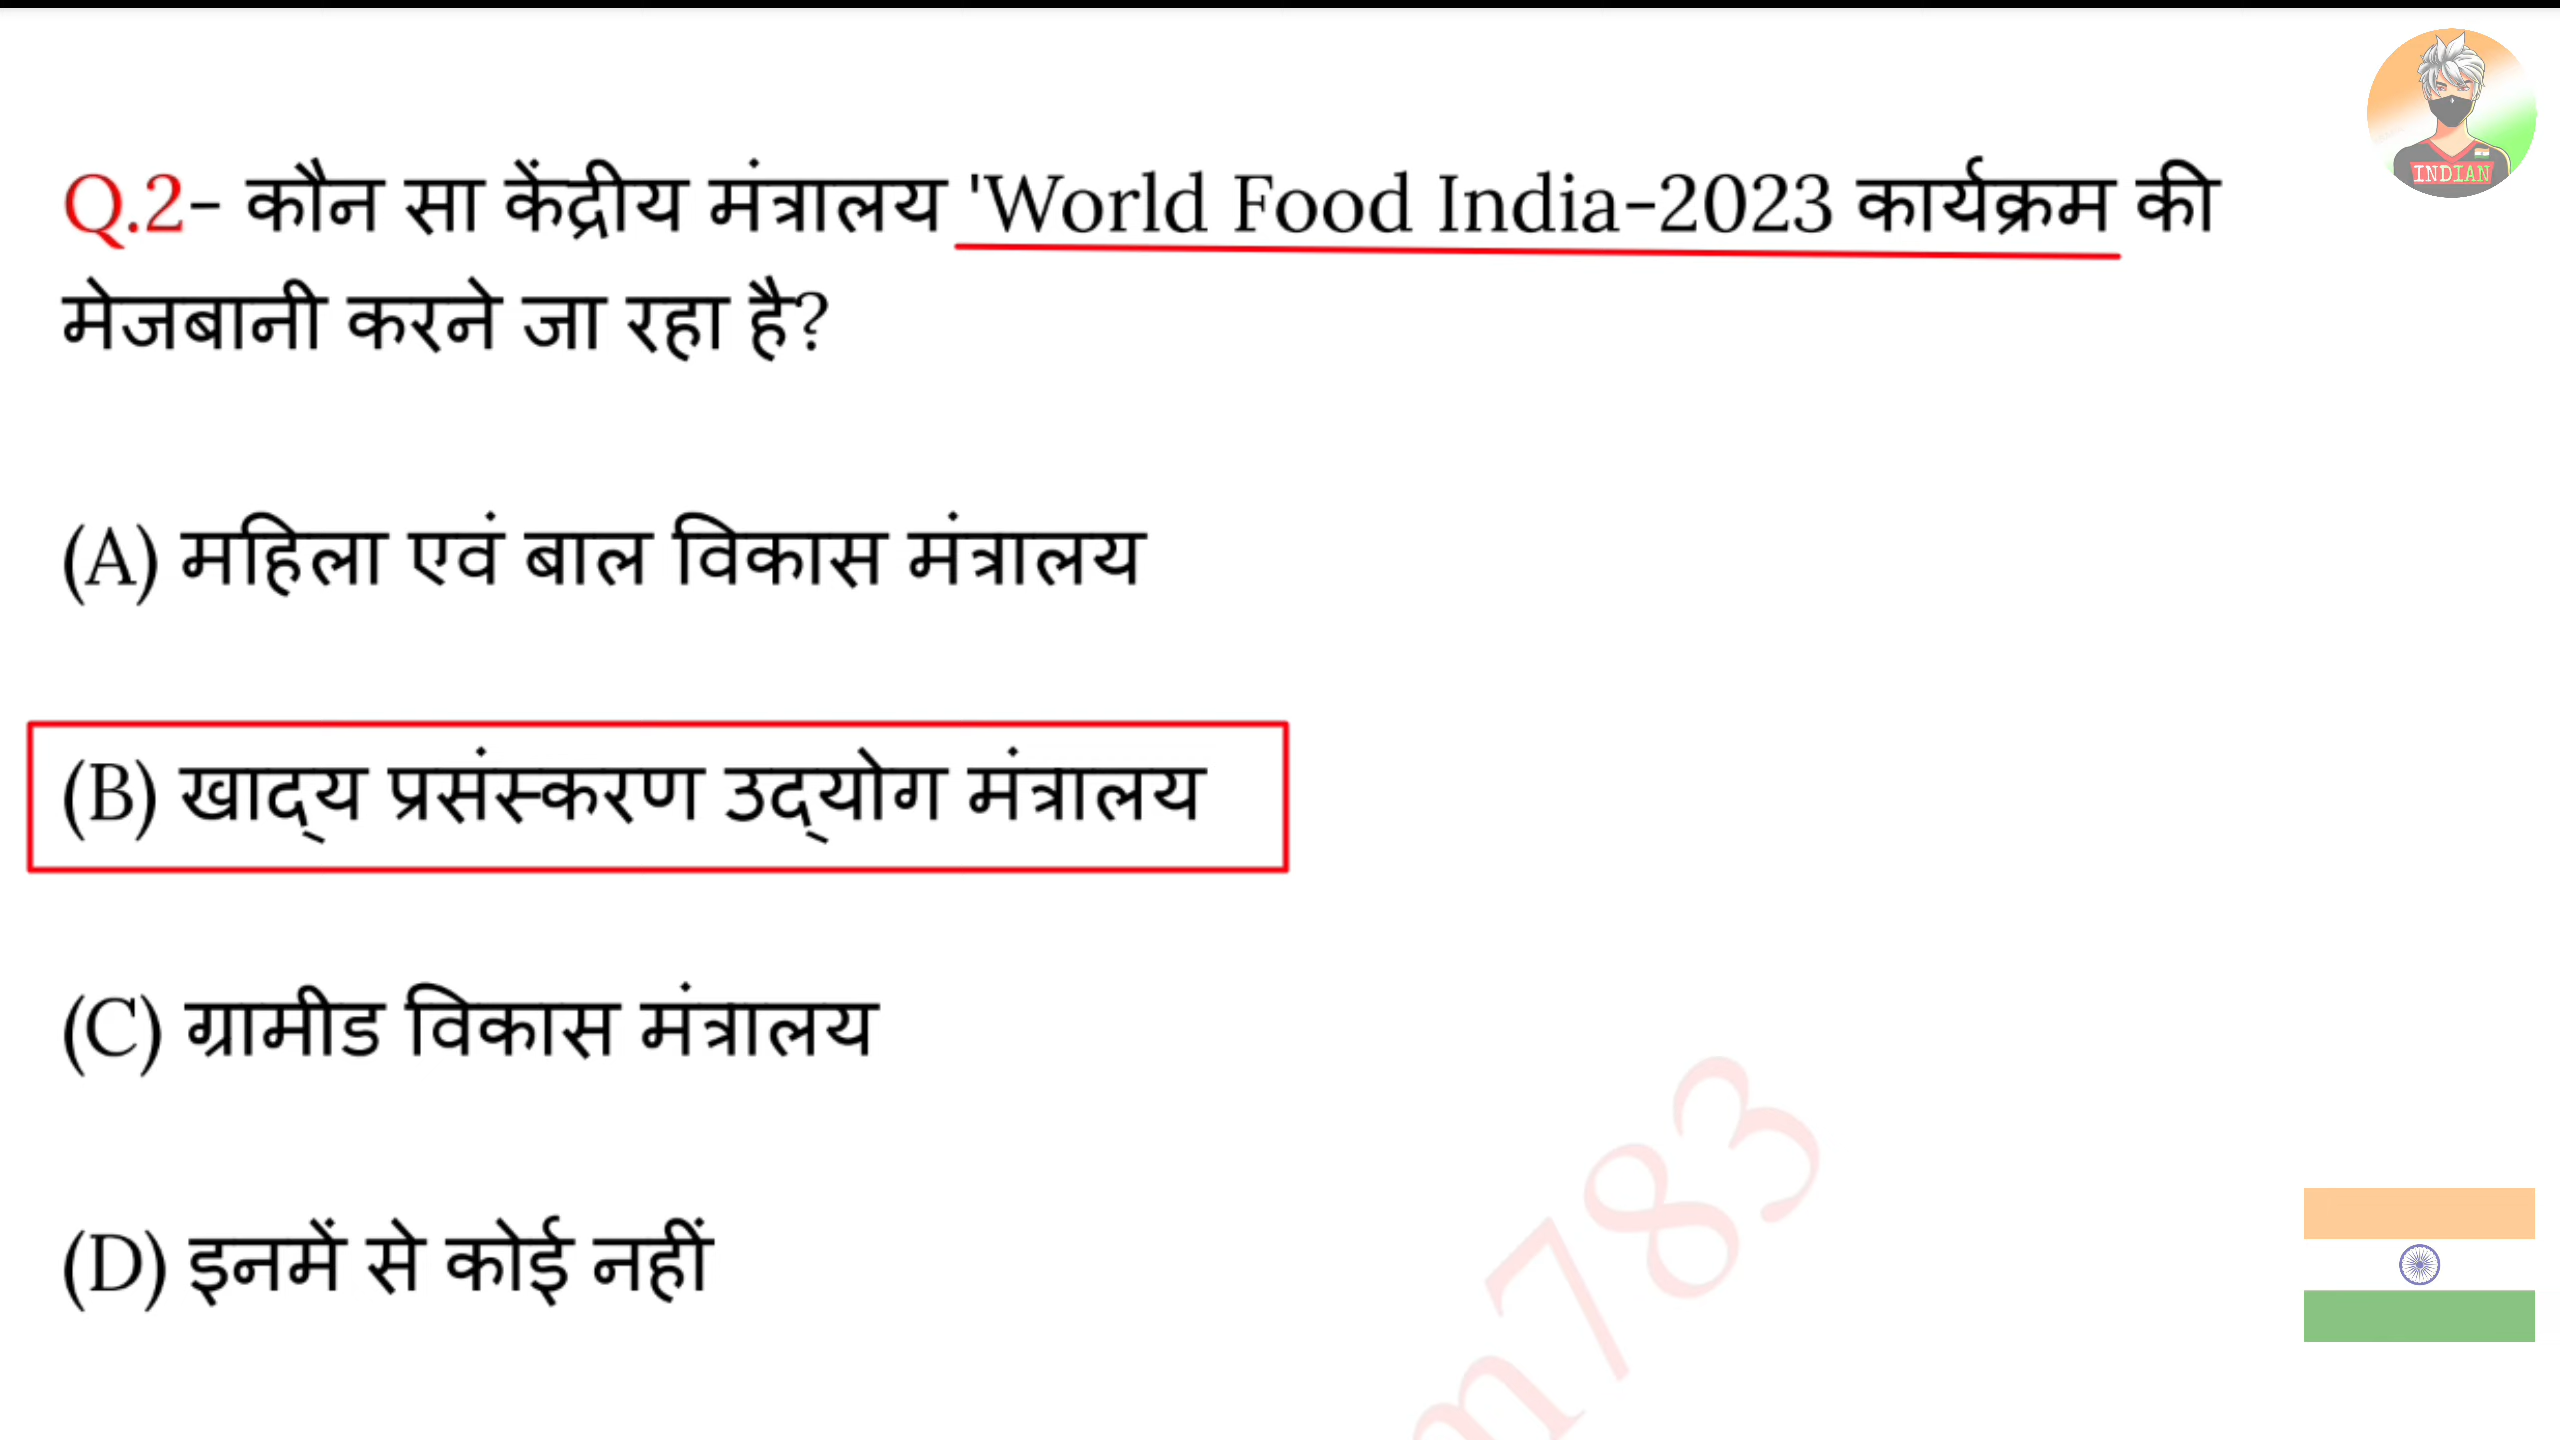 Q.2- कौन सा केंद्रीय मंत्रालय 'World Food India-2023 कार्यक्रम की
मेजबानी करने जा रहा है?
(A) महिला एवं बाल विकास मंत्रालय
(B) खाद्य प्रसंस्करण उद्योग मंत्रालय
(C) ग्रामीड विकास मंत्रालय
(D) इनमें से कोई नहीं
INDIAN
m783